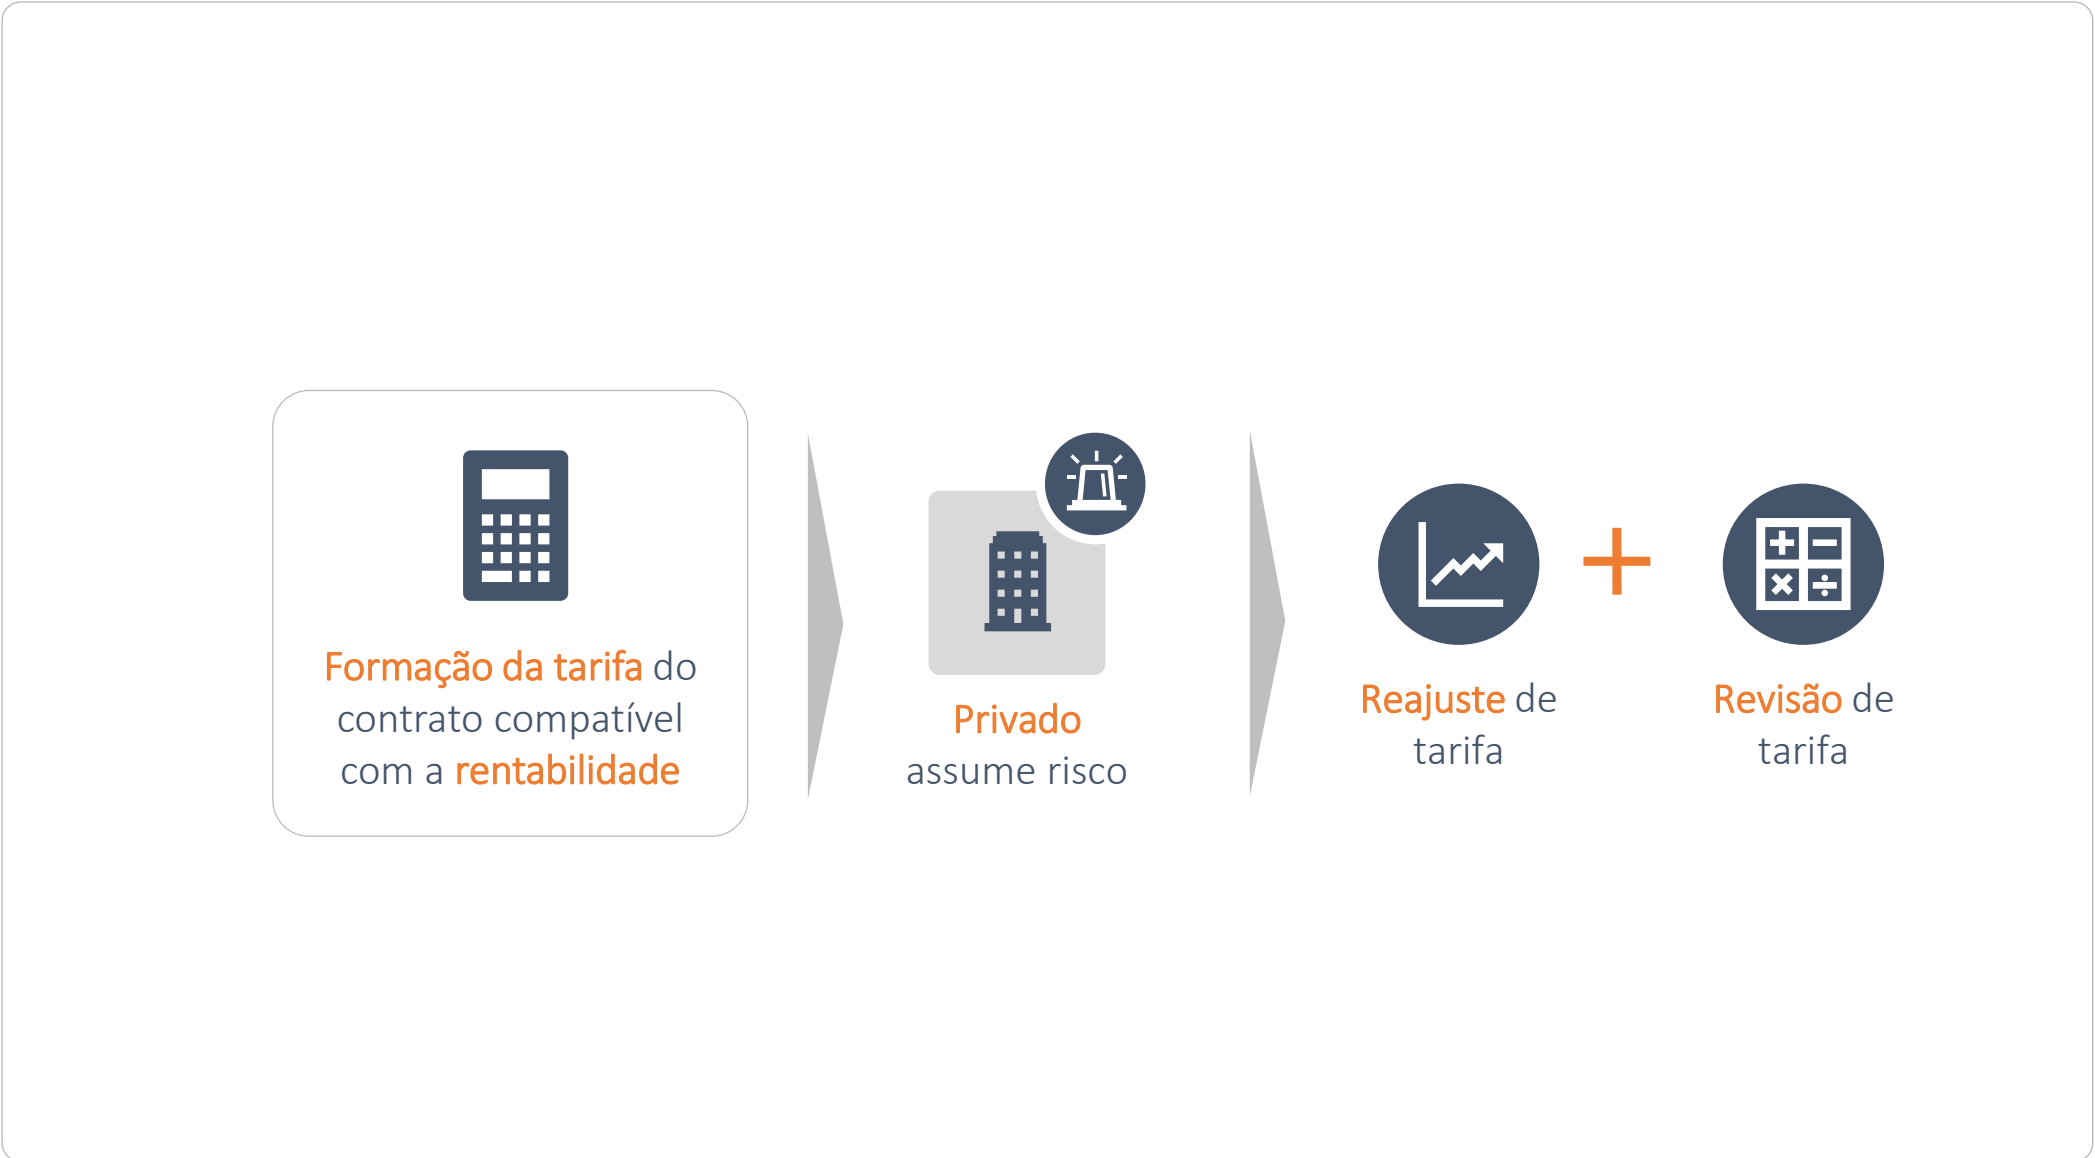 Formação da tarifa do
contrato compatível
com a rentabilidade
Privado
assume risco
Reajuste de
tarifa
Revisão de
tarifa